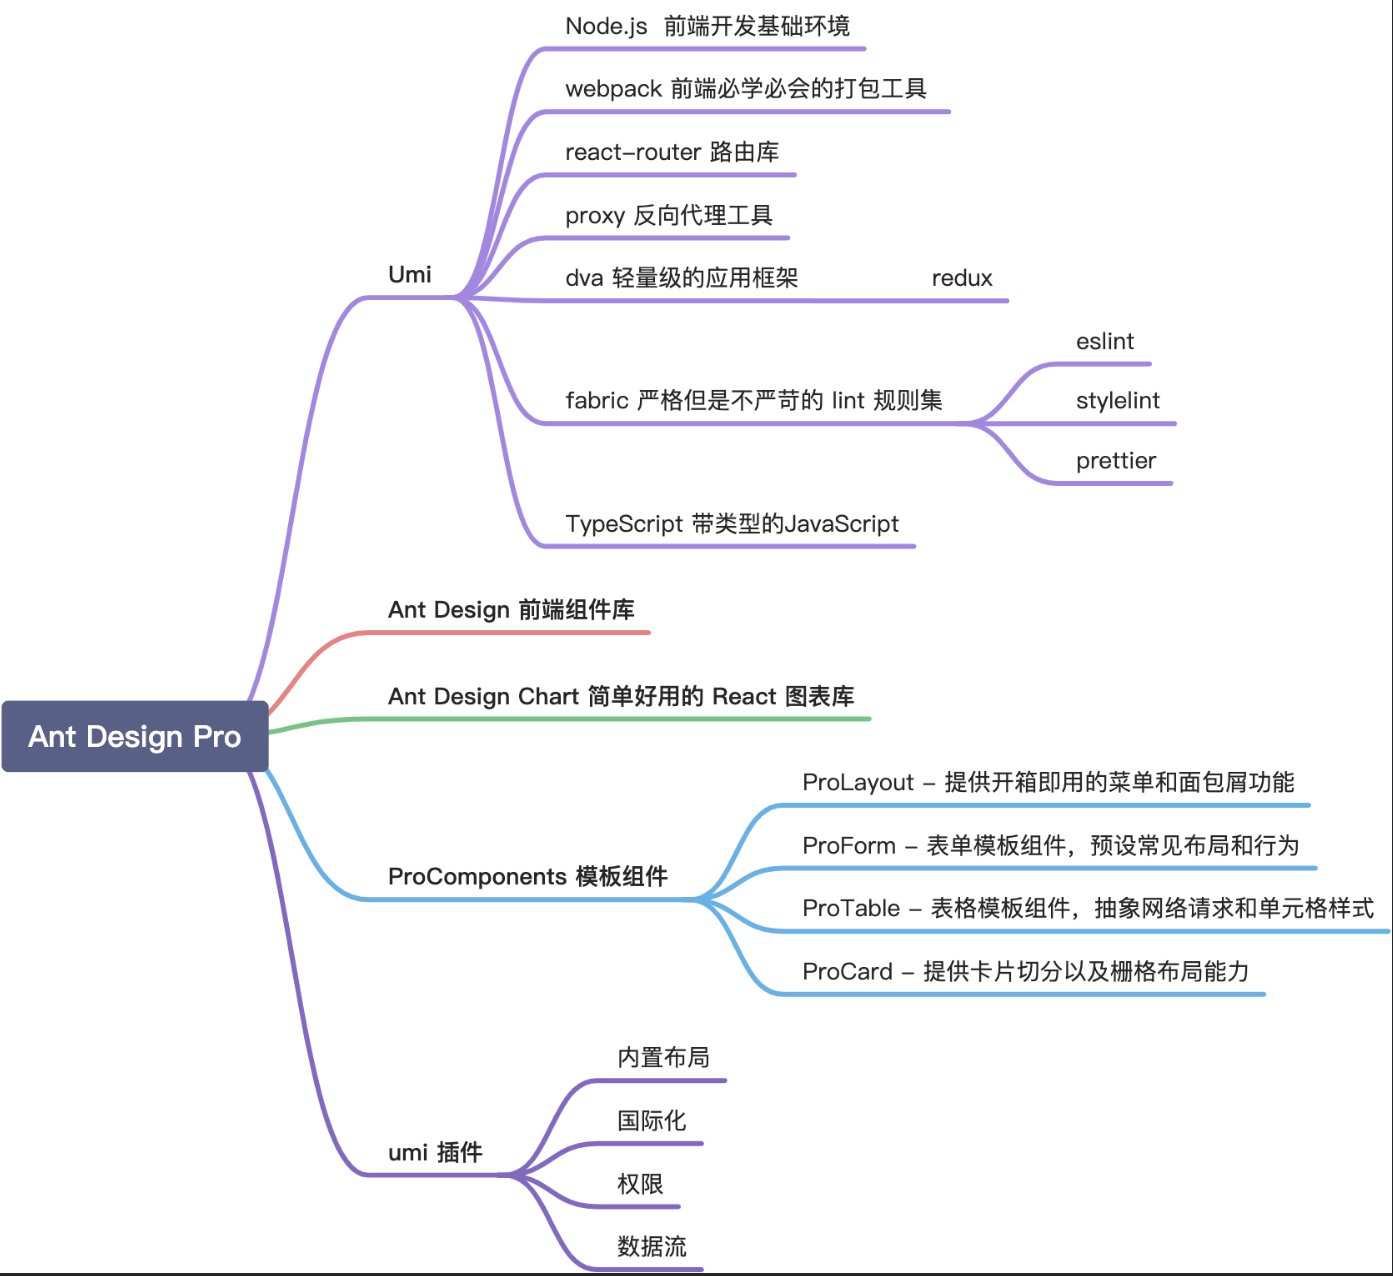 Node.js 前端开发基础环境
webpack 前端必学必会的打包工具
react-router 路由库
proxy 反向代理工具
Umi
dva 轻量级的应用框架
redux
eslint
fabric 严格但是不严苛的 lint 规则集
stylelint
prettier
TypeScript 带类型的JavaScript
Ant Design 前端组件库
Ant Design Chart 简单好用的 React 图表库
Ant Design Pro
ProLayout - 提供开箱即用的菜单和面包屑功能
ProForm - 表单模板组件，预设常见布局和行为
ProComponents 模板组件
ProTable - 表格模板组件，抽象网络请求和单元格样式
ProCard - 提供卡片切分以及栅格布局能力
内置布局
国际化
umi 插件
权限
数据流